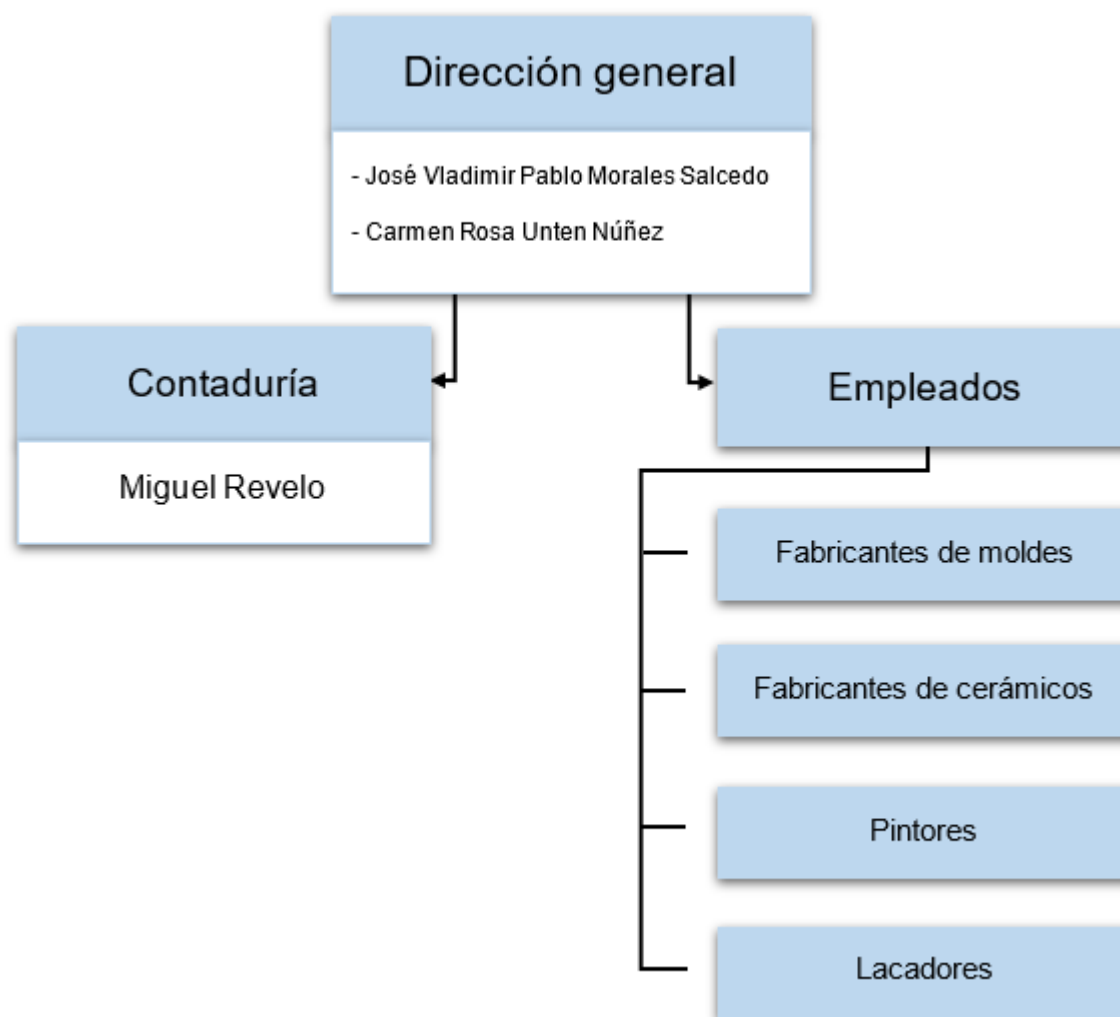 Dirección general
- José Vladimir Pablo Morales Salcedo
- Carmen Rosa Unten Núñez
Contaduría
Miguel Revelo
Empleados
Fabricantes de moldes
Fabricantes de cerámicos
Pintores
Lacadores